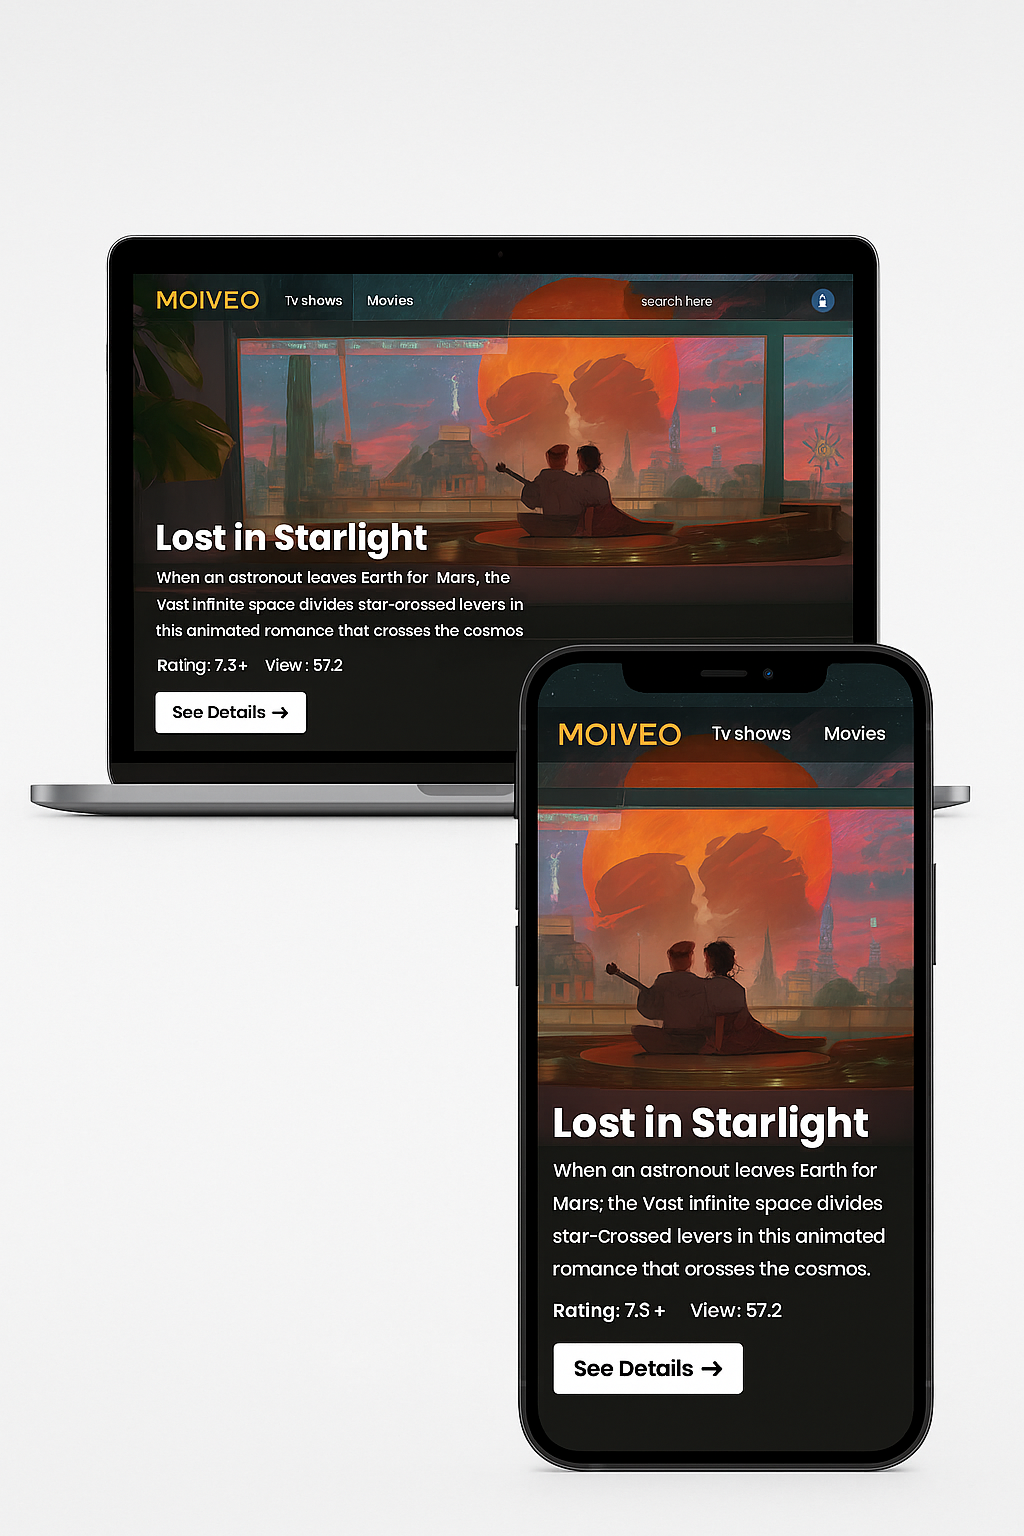 MOIVEO Tv shows Movies search here
Lost in Starlight
When an astronout leaves Earth for Mars, the
Vast infinite space divides star-orossed levers in
this animated romance that crosses the cosmos
Rating: 7.3+ View : 57.2
See Details →
MOIVEO Tv shows Movies
Lost in Starlight
When an astronout leaves Earth for
Mars; the Vast infinite space divides
star-Crossed levers in this animated
romance that orosses the cosmos.
Rating: 7.S + View: 57.2
See Details →